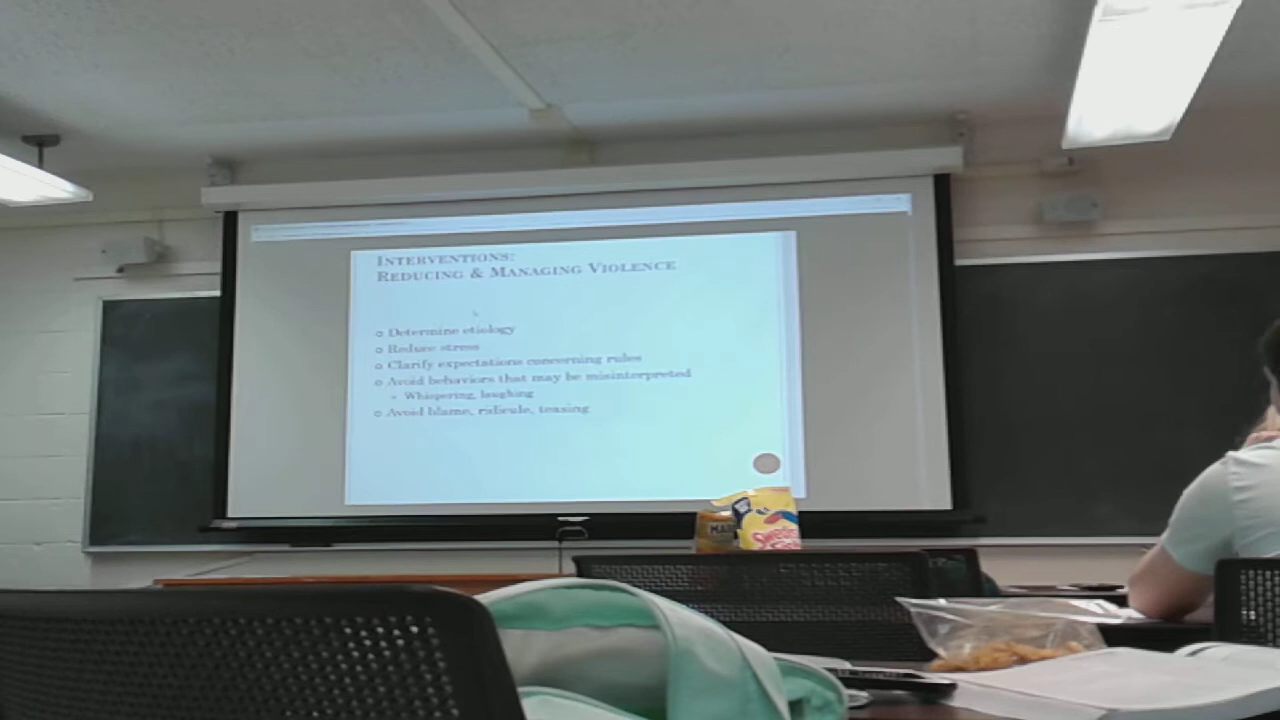 INTERVENTIONS:
REDUCING & MANAGING VIOLENCE
Determine etiology
Reduce stress
Clarify expectations concerning rules
Avoid behaviors that may be misinterpreted
Whispering, laughing
Avoid blame, ridicule, teasing